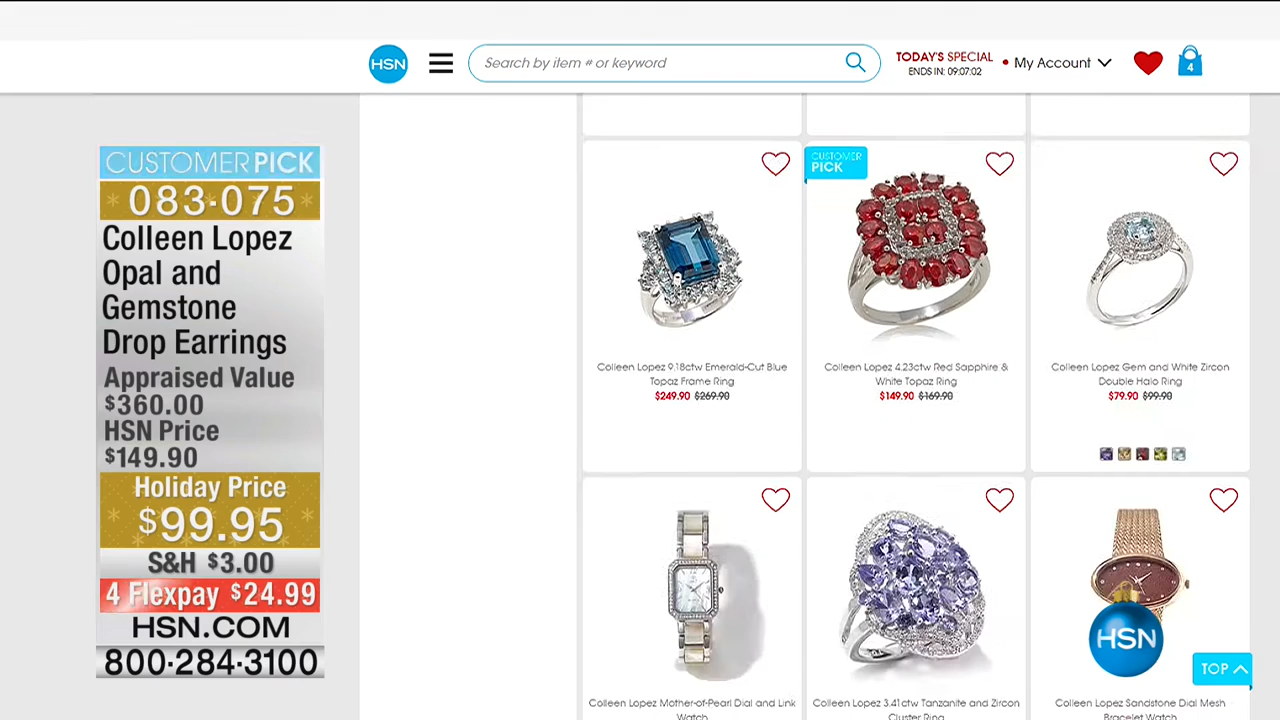 HSN
Search by item # or keyword
TODAY'S SPECIAL
ENDS IN: 09:07:02
My Account
4
CUSTOMER PICK
083-075
Colleen Lopez
Opal and
Gemstone
Drop Earrings
Appraised Value
$360.00
HSN Price
$149.90
Holiday Price
$99.95
S&H $3.00
4 Flexpay $24.99
HSN.COM
800-284-3100
CUSTOMER
PICK
Colleen Lopez 9.18ctw Emerald-Cut Blue
Topaz Frame Ring
$249.90 $269.90
Colleen Lopez 4.23ctw Red Sapphire &
White Topaz Ring
$149.90 $169.90
Colleen Lopez Gem and White Zircon
Double Halo Ring
$79.90 $99.90
HSN
TOP
Colleen Lopez Mother-of-Pearl Dial and Link
Watch
Colleen Lopez 3.41ctw Tanzanite and Zircon
Cluster Ring
Colleen Lopez Sandstone Dial Mesh
Bracelet Watch